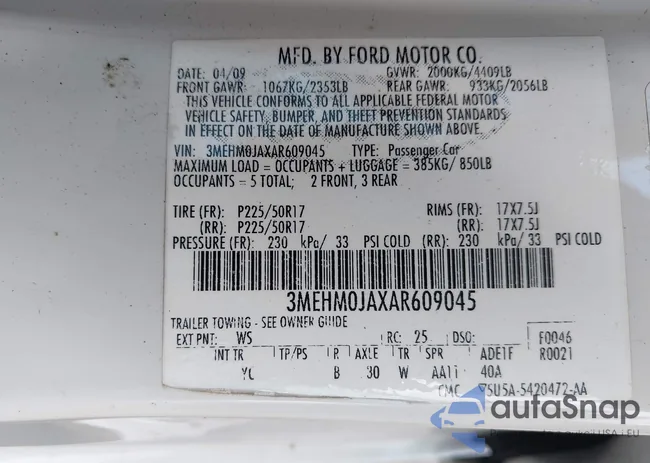 MFD. BY FORD MOTOR CO.
DATE: 04/09 GVWR: 2000KG/4409LB
FRONT GAWR: 1067KG/2353LB REAR GAWR: 933KG/2056LB
THIS VEHICLE CONFORMS TO ALL APPLICABLE FEDERAL MOTOR
VEHICLE SAFETY, BUMPER, AND THEFT PREVENTION STANDARDS
IN EFFECT ON THE DATE OF MANUFACTURE SHOWN ABOVE.
VIN: 3MEHM0JAXAR609045 TYPE: Passenger Car
MAXIMUM LOAD = OCCUPANTS + LUGGAGE = 385KG/ 850LB
OCCUPANTS = 5 TOTAL; 2 FRONT, 3 REAR
TIRE (FR): P225/50R17 RIMS (FR): 17X7.5J
(RR): P225/50R17 (RR): 17X7.5J
PRESSURE (FR): 230 kPa/ 33 PSI COLD (RR): 230 kPa/ 33 PSI COLD
3MEHM0JAXAR609045
TRAILER TOWING - SEE OWNER GUIDE
EXT PNT: WS RC: 25 DSO: F0046
INT TR TP/PS R AXLE TR SPR ADE1F R0021
YC B 30 W AA11 40A
CMC 5U5A-5420472-AA
autoSnap